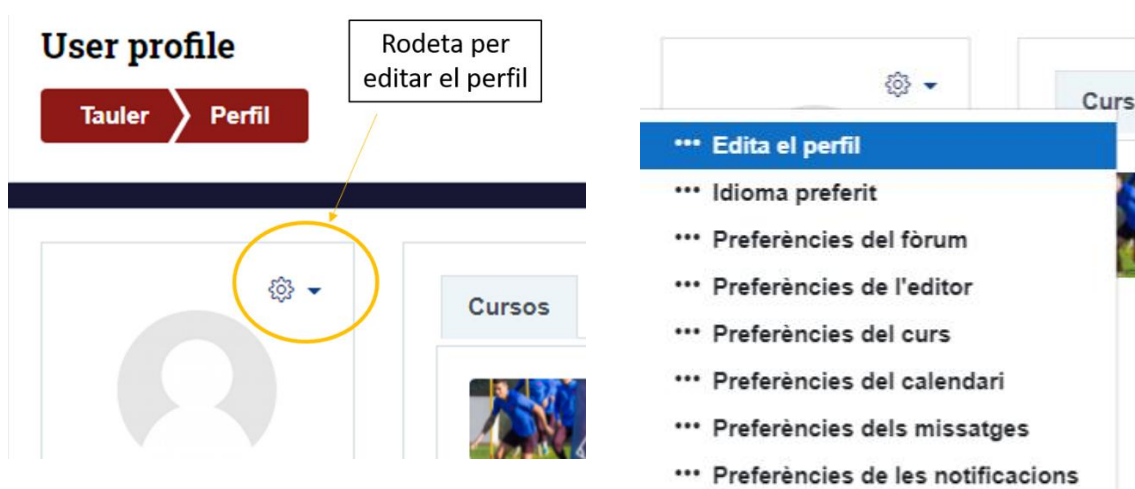 User profile
Rodeta per
editar el perfil
Tauler
Perfil
Cursos
Curs
Edita el perfil
Idioma preferit
Preferències del fòrum
Preferències de l'editor
Preferències del curs
Preferències del calendari
Preferències dels missatges
Preferències de les notificacions